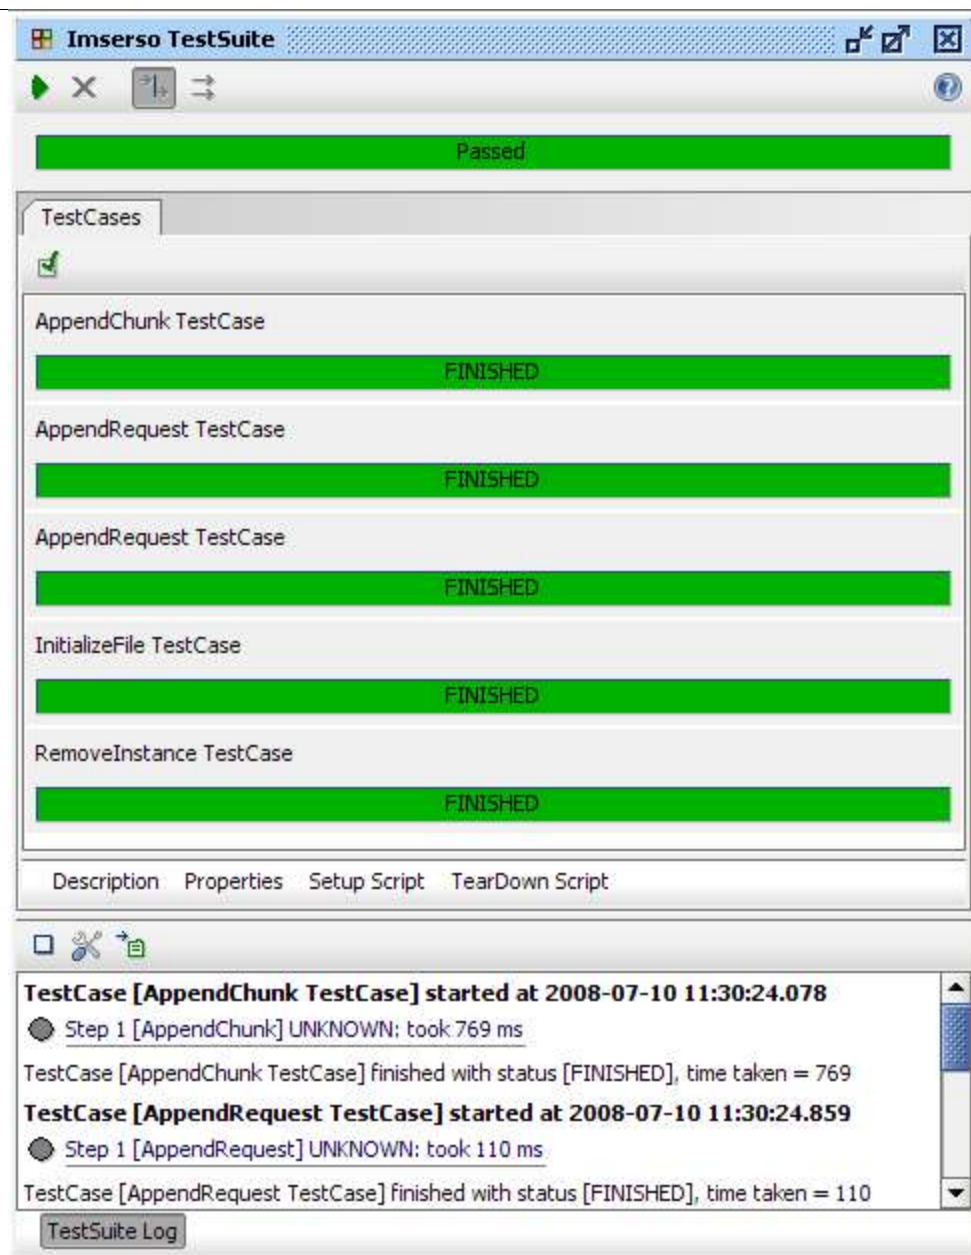 Imserso TestSuite
Passed
TestCases
AppendChunk TestCase
FINISHED
AppendRequest TestCase
FINISHED
AppendRequest TestCase
FINISHED
InitializeFile TestCase
FINISHED
RemoveInstance TestCase
FINISHED
Description Properties Setup Script TearDown Script
TestCase [AppendChunk TestCase] started at 2008-07-10 11:30:24.078
Step 1 [AppendChunk] UNKNOWN: took 769 ms
TestCase [AppendChunk TestCase] finished with status [FINISHED], time taken = 769
TestCase [AppendRequest TestCase] started at 2008-07-10 11:30:24.859
Step 1 [AppendRequest] UNKNOWN: took 110 ms
TestCase [AppendRequest TestCase] finished with status [FINISHED], time taken = 110
TestSuite Log